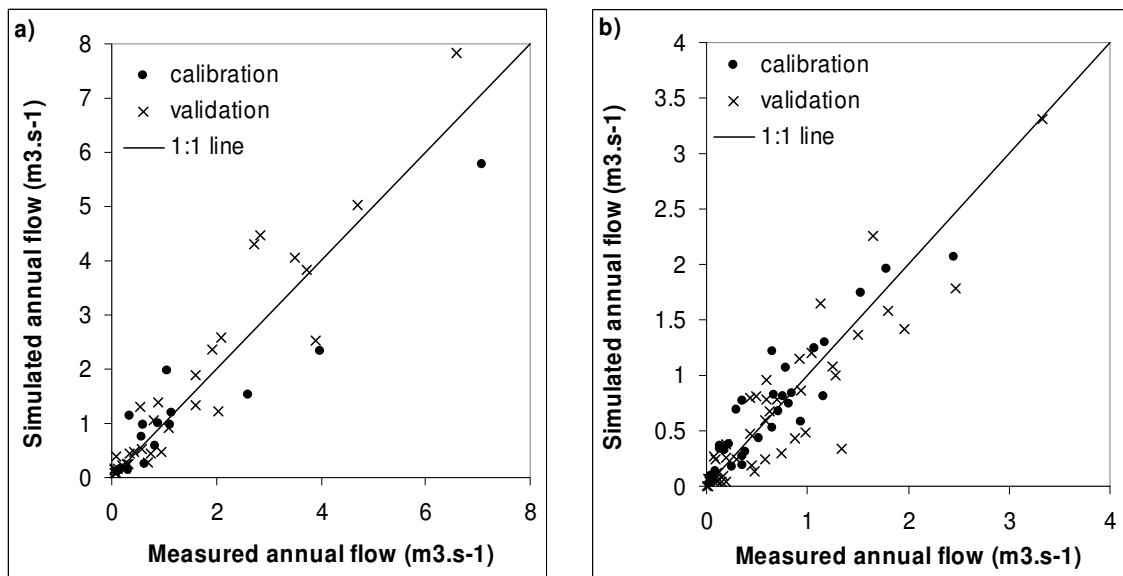 a)
8
7
6
5
4
3
2
1
0
Simulated annual flow (m3.s-1)
calibration
validation
1:1 line
0 2 4 6 8
Measured annual flow (m3.s-1)
b)
4
3.5
3
2.5
2
1.5
1
0.5
0
Simulated annual flow (m3.s-1)
calibration
validation
1:1 line
0 1 2 3 4
Measured annual flow (m3.s-1)